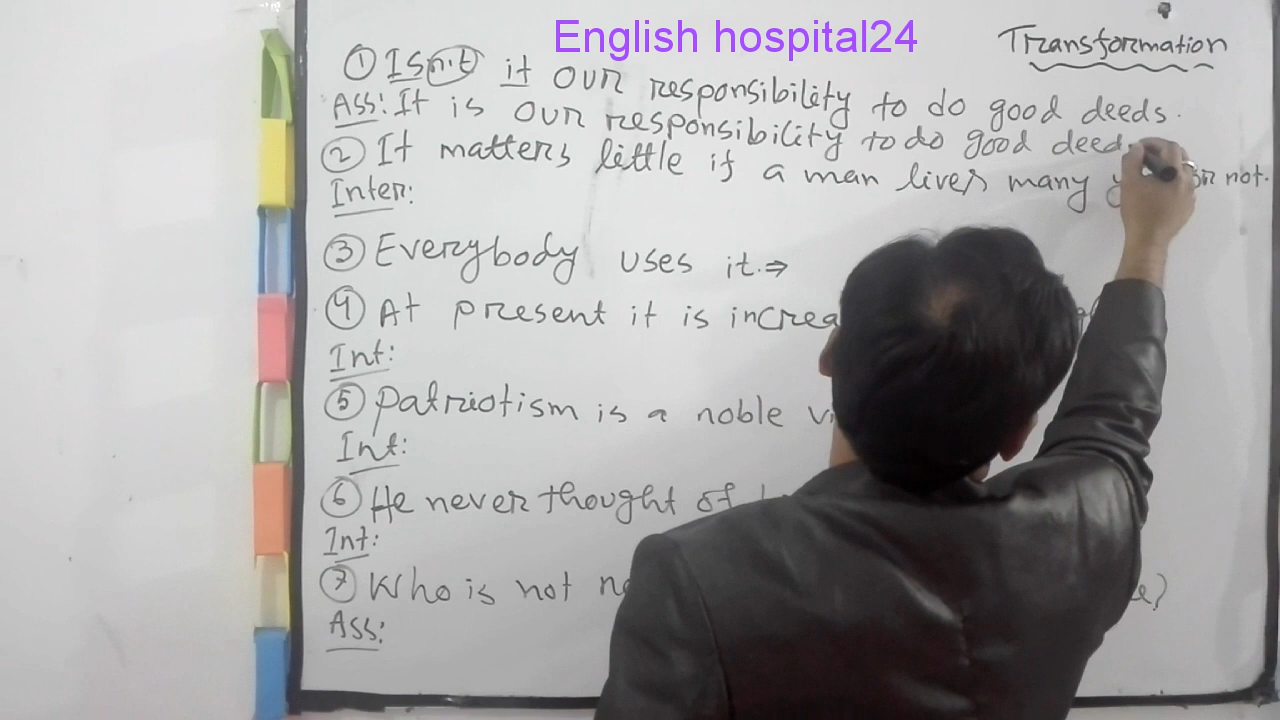 English hospital24
Transformation
① Isn't it our responsibility to do good deeds.
Ass: It is our responsibility to do good deed
② It matters little if a man lives many or not.
Inter:
③ Everybody uses it. ⇒
④ At present it is increa
Int:
⑤ Patriotism is a noble vi
Int:
⑥ He never thought of
Int:
⑦ Who is not
Ass: